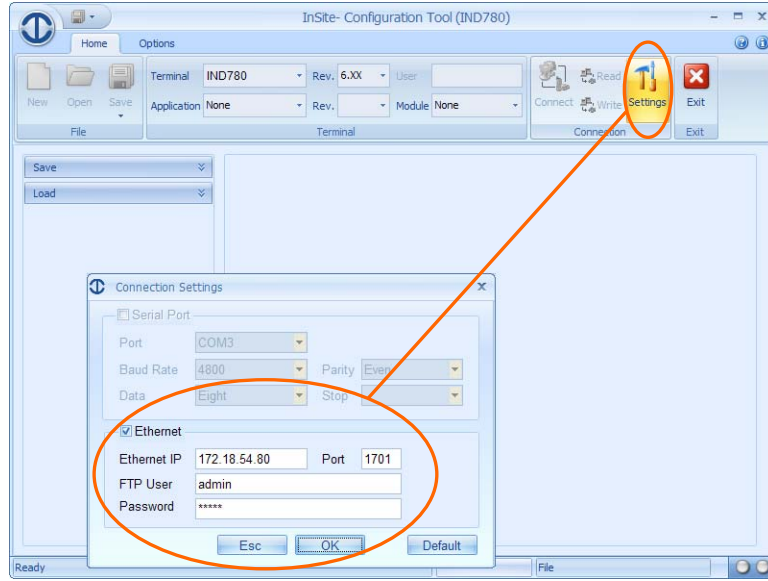 InSite- Configuration Tool (IND780)
Home Options
Terminal IND780 Rev. 6.XX User
Application None Rev. Module None
New Open Save
Connect Read Write Settings Exit
File Terminal Connection Exit
Save
Load
Connection Settings
Serial Port
Port COM3
Baud Rate 4800 Parity Even
Data Eight Stop
Ethernet
Ethernet IP 172.18.54.80 Port 1701
FTP User admin
Password *****
Esc OK Default
Ready File